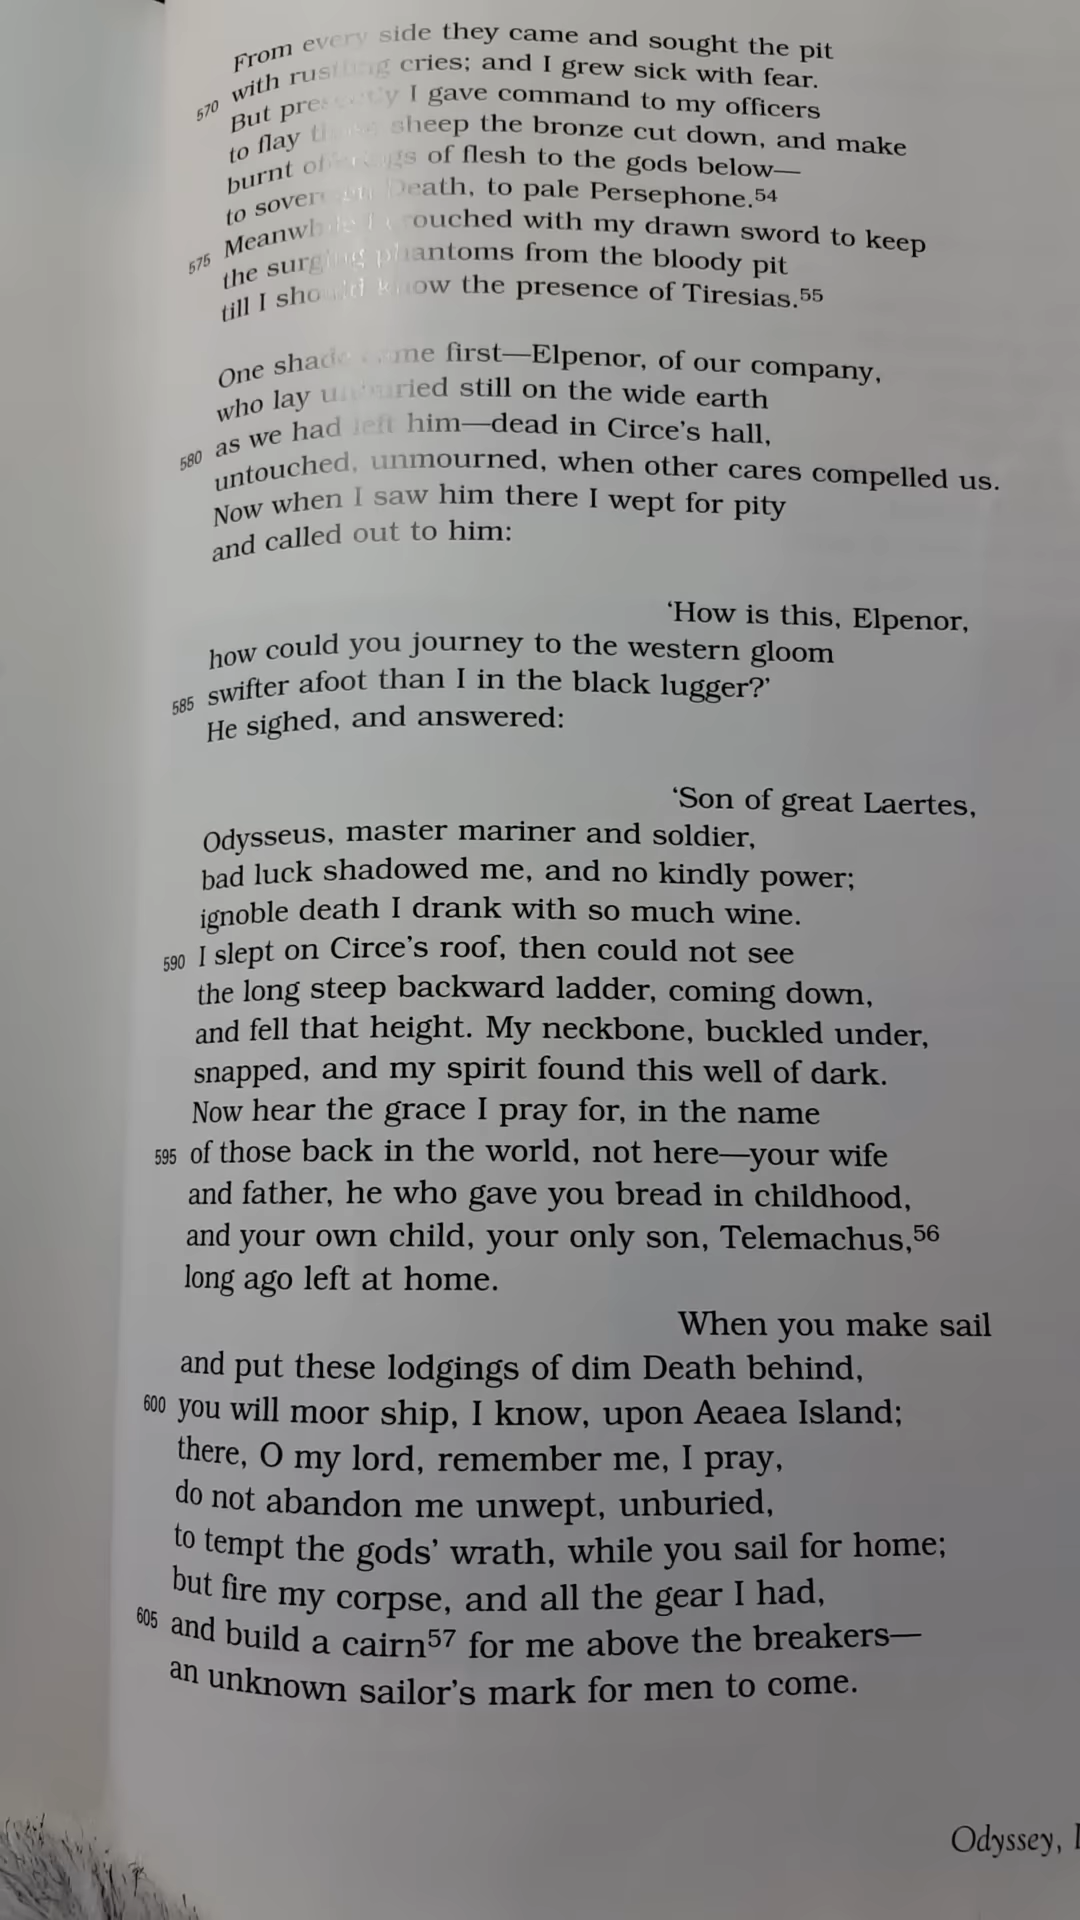 From every side they came and sought the pit
with rustling cries; and I grew sick with fear.
570 But presently I gave command to my officers
to flay those sheep the bronze cut down, and make
burnt offerings of flesh to the gods below—
to sovereign Death, to pale Persephone.54
Meanwhile I crouched with my drawn sword to keep
575 the surging phantoms from the bloody pit
till I should know the presence of Tiresias.55
One shade came first—Elpenor, of our company,
who lay unburied still on the wide earth
580 as we had left him—dead in Circe's hall,
untouched, unmourned, when other cares compelled us.
Now when I saw him there I wept for pity
and called out to him:
'How is this, Elpenor,
how could you journey to the western gloom
585 swifter afoot than I in the black lugger?'
He sighed, and answered:
'Son of great Laertes,
Odysseus, master mariner and soldier,
bad luck shadowed me, and no kindly power;
ignoble death I drank with so much wine.
590 I slept on Circe's roof, then could not see
the long steep backward ladder, coming down,
and fell that height. My neckbone, buckled under,
snapped, and my spirit found this well of dark.
Now hear the grace I pray for, in the name
595 of those back in the world, not here—your wife
and father, he who gave you bread in childhood,
and your own child, your only son, Telemachus,56
long ago left at home.
When you make sail
and put these lodgings of dim Death behind,
600 you will moor ship, I know, upon Aeaea Island;
there, O my lord, remember me, I pray,
do not abandon me unwept, unburied,
to tempt the gods' wrath, while you sail for home;
but fire my corpse, and all the gear I had,
605 and build a cairn57 for me above the breakers—
an unknown sailor's mark for men to come.
Odyssey,